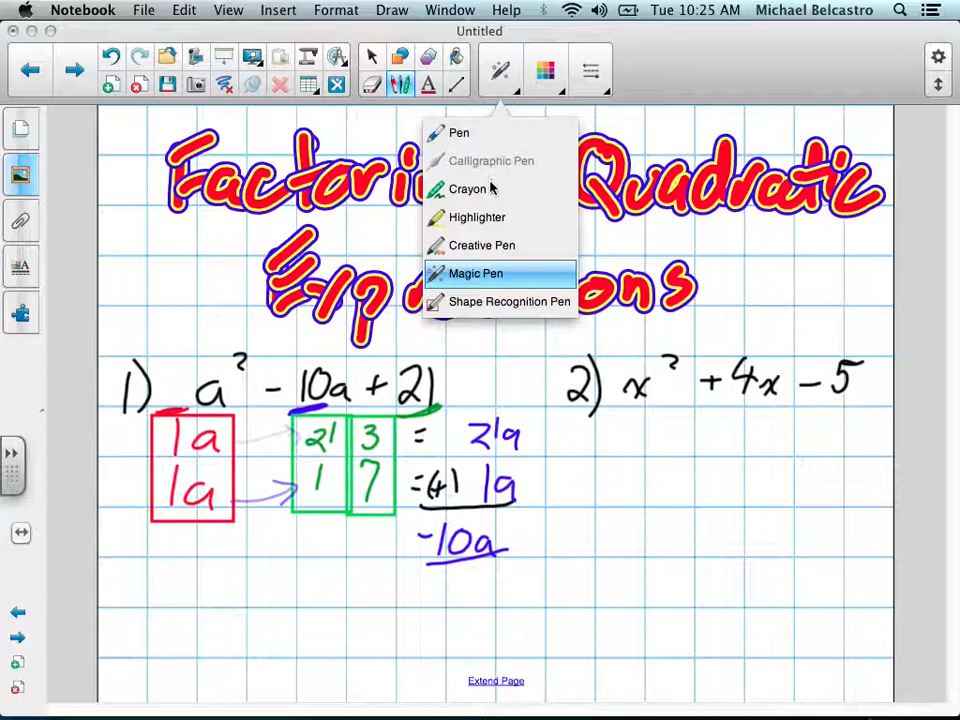 Notebook File Edit View Insert Format Draw Window Help Tue 10:25 AM Michael Belcastro
Untitled
Pen
Calligraphic Pen
Crayon
Highlighter
Creative Pen
Magic Pen
Shape Recognition Pen
Factori Quadratic
Exp ons
1) a² - 10a + 21
2) x² + 4x - 5
1a 21 3 = 21a
1a 1 7 =(+) 1a
-10a
Extend Page